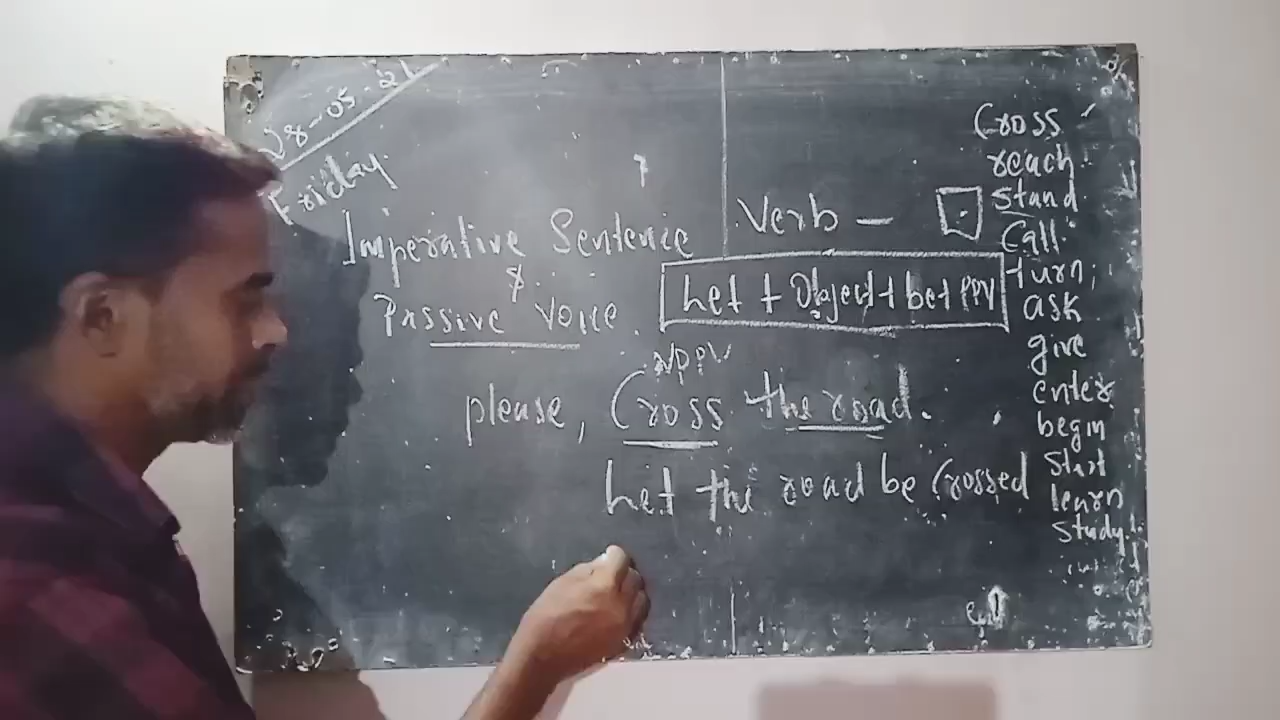 28-05-21
Friday.
Imperative Sentence
&
Passive Voice.
Verb —
Let + Object + be + PPV
please, Cross the road.
Let the road be Crossed
Cross
reach
Stand
Call
turn,
ask
give
enter
begin
Start
learn
Study